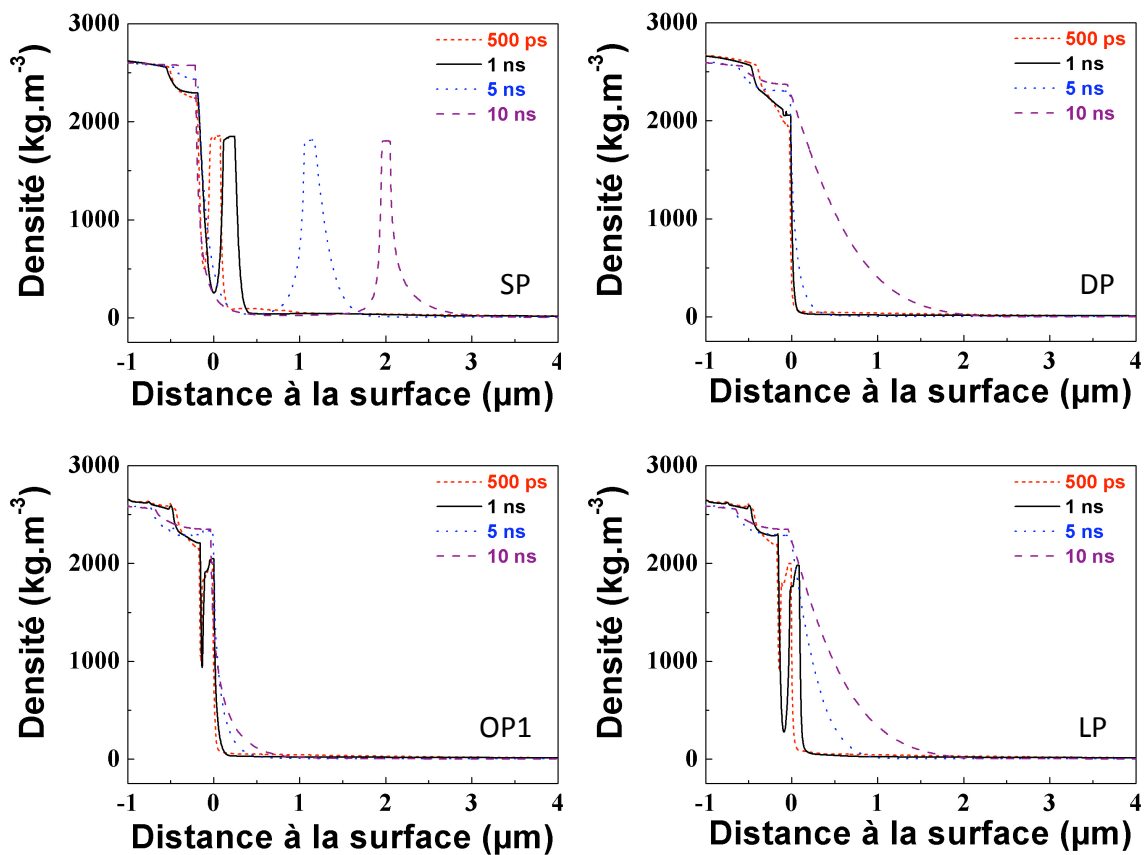 3000
2000
1000
0
Densité (kg.m⁻³)
500 ps
1 ns
5 ns
10 ns
SP
-1 0 1 2 3 4
Distance à la surface (µm)
3000
2000
1000
0
Densité (kg.m⁻³)
500 ps
1 ns
5 ns
10 ns
DP
-1 0 1 2 3 4
Distance à la surface (µm)
3000
2000
1000
0
Densité (kg.m⁻³)
500 ps
1 ns
5 ns
10 ns
OP1
-1 0 1 2 3 4
Distance à la surface (µm)
3000
2000
1000
0
Densité (kg.m⁻³)
500 ps
1 ns
5 ns
10 ns
LP
-1 0 1 2 3 4
Distance à la surface (µm)